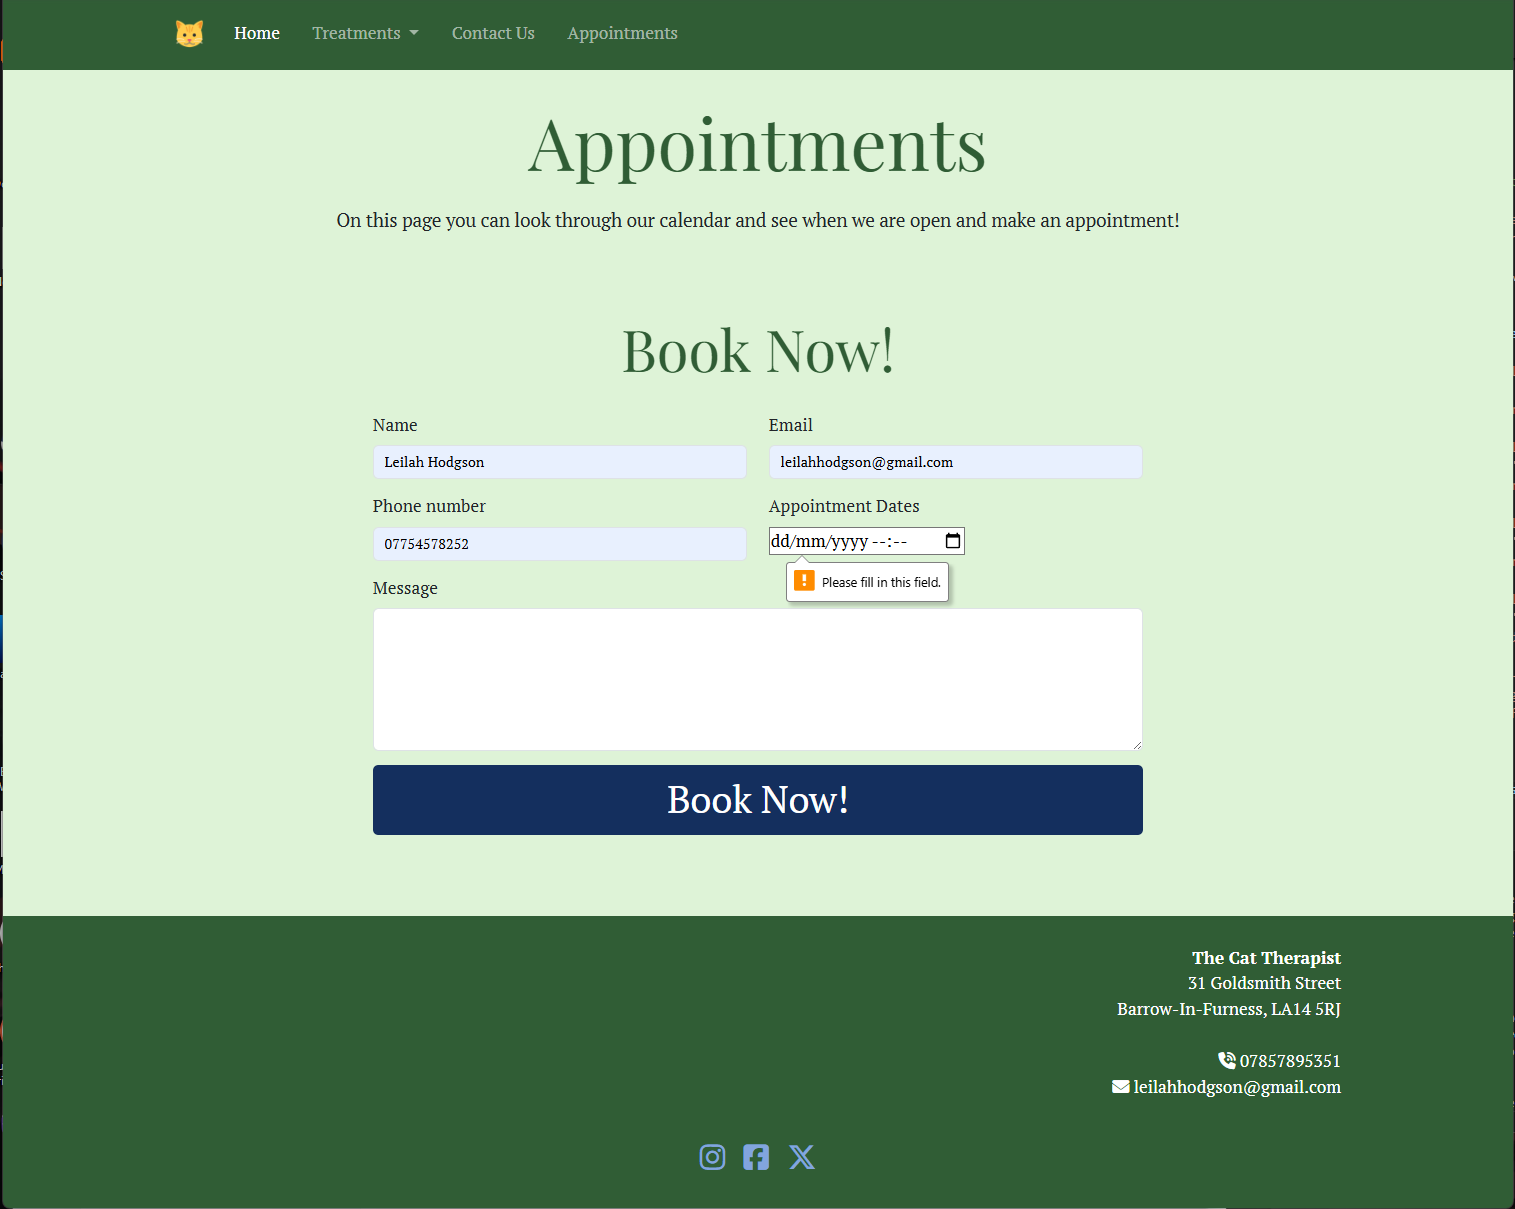 Home Treatments Contact Us Appointments
Appointments
On this page you can look through our calendar and see when we are open and make an appointment!
Book Now!
Name Email
Leilah Hodgson leilahhodgson@gmail.com
Phone number Appointment Dates
07754578252 dd/mm/yyyy --:--
Please fill in this field.
Message
Book Now!
The Cat Therapist
31 Goldsmith Street
Barrow-In-Furness, LA14 5RJ
07857895351
leilahhodgson@gmail.com